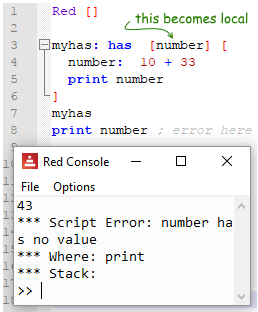 this becomes local
1 Red []
2
3 myhas: has [number] [
4 number: 10 + 33
5 print number
6 ]
7 myhas
8 print number ; error here
9
Red Console
File Options
43
*** Script Error: number ha
s no value
*** Where: print
*** Stack:
>>